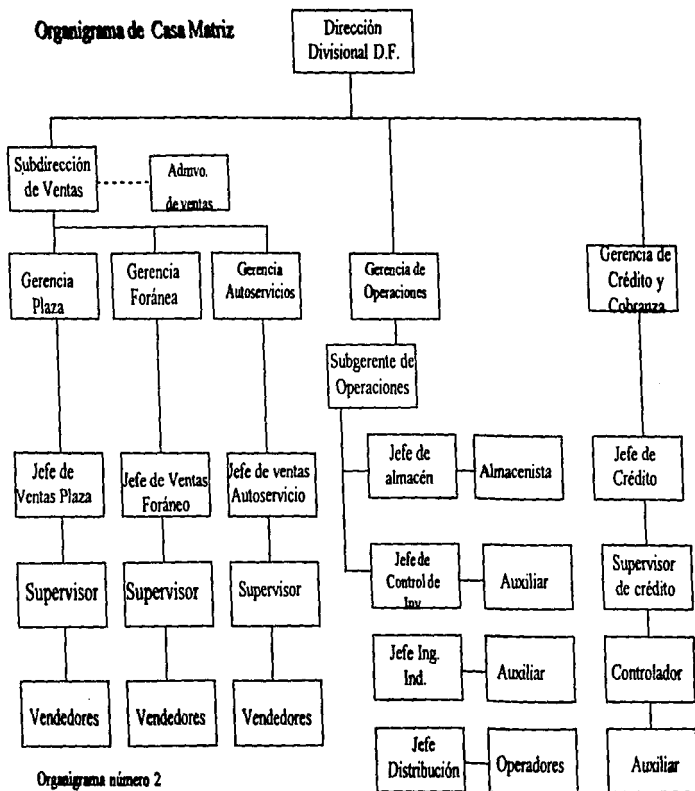 Organigrama de Casa Matriz
Dirección
Divisional D.F.
Subdirección
de Ventas
Admvo.
de ventas
Gerencia
Plaza
Gerencia
Foránea
Gerencia
Autoservicios
Gerencia de
Operaciones
Gerencia de
Crédito y
Cobranza
Subgerente de
Operaciones
Jefe de
Ventas Plaza
Jefe de Ventas
Foráneo
Jefe de ventas
Autoservicio
Jefe de
almacén
Almacenista
Jefe de
Crédito
Supervisor
Supervisor
Supervisor
Jefe de
Control de
Inv
Auxiliar
Supervisor
de crédito
Jefe Ing.
Ind.
Auxiliar
Controlador
Vendedores
Vendedores
Vendedores
Jefe
Distribución
Operadores
Auxiliar
Organigrama número 2